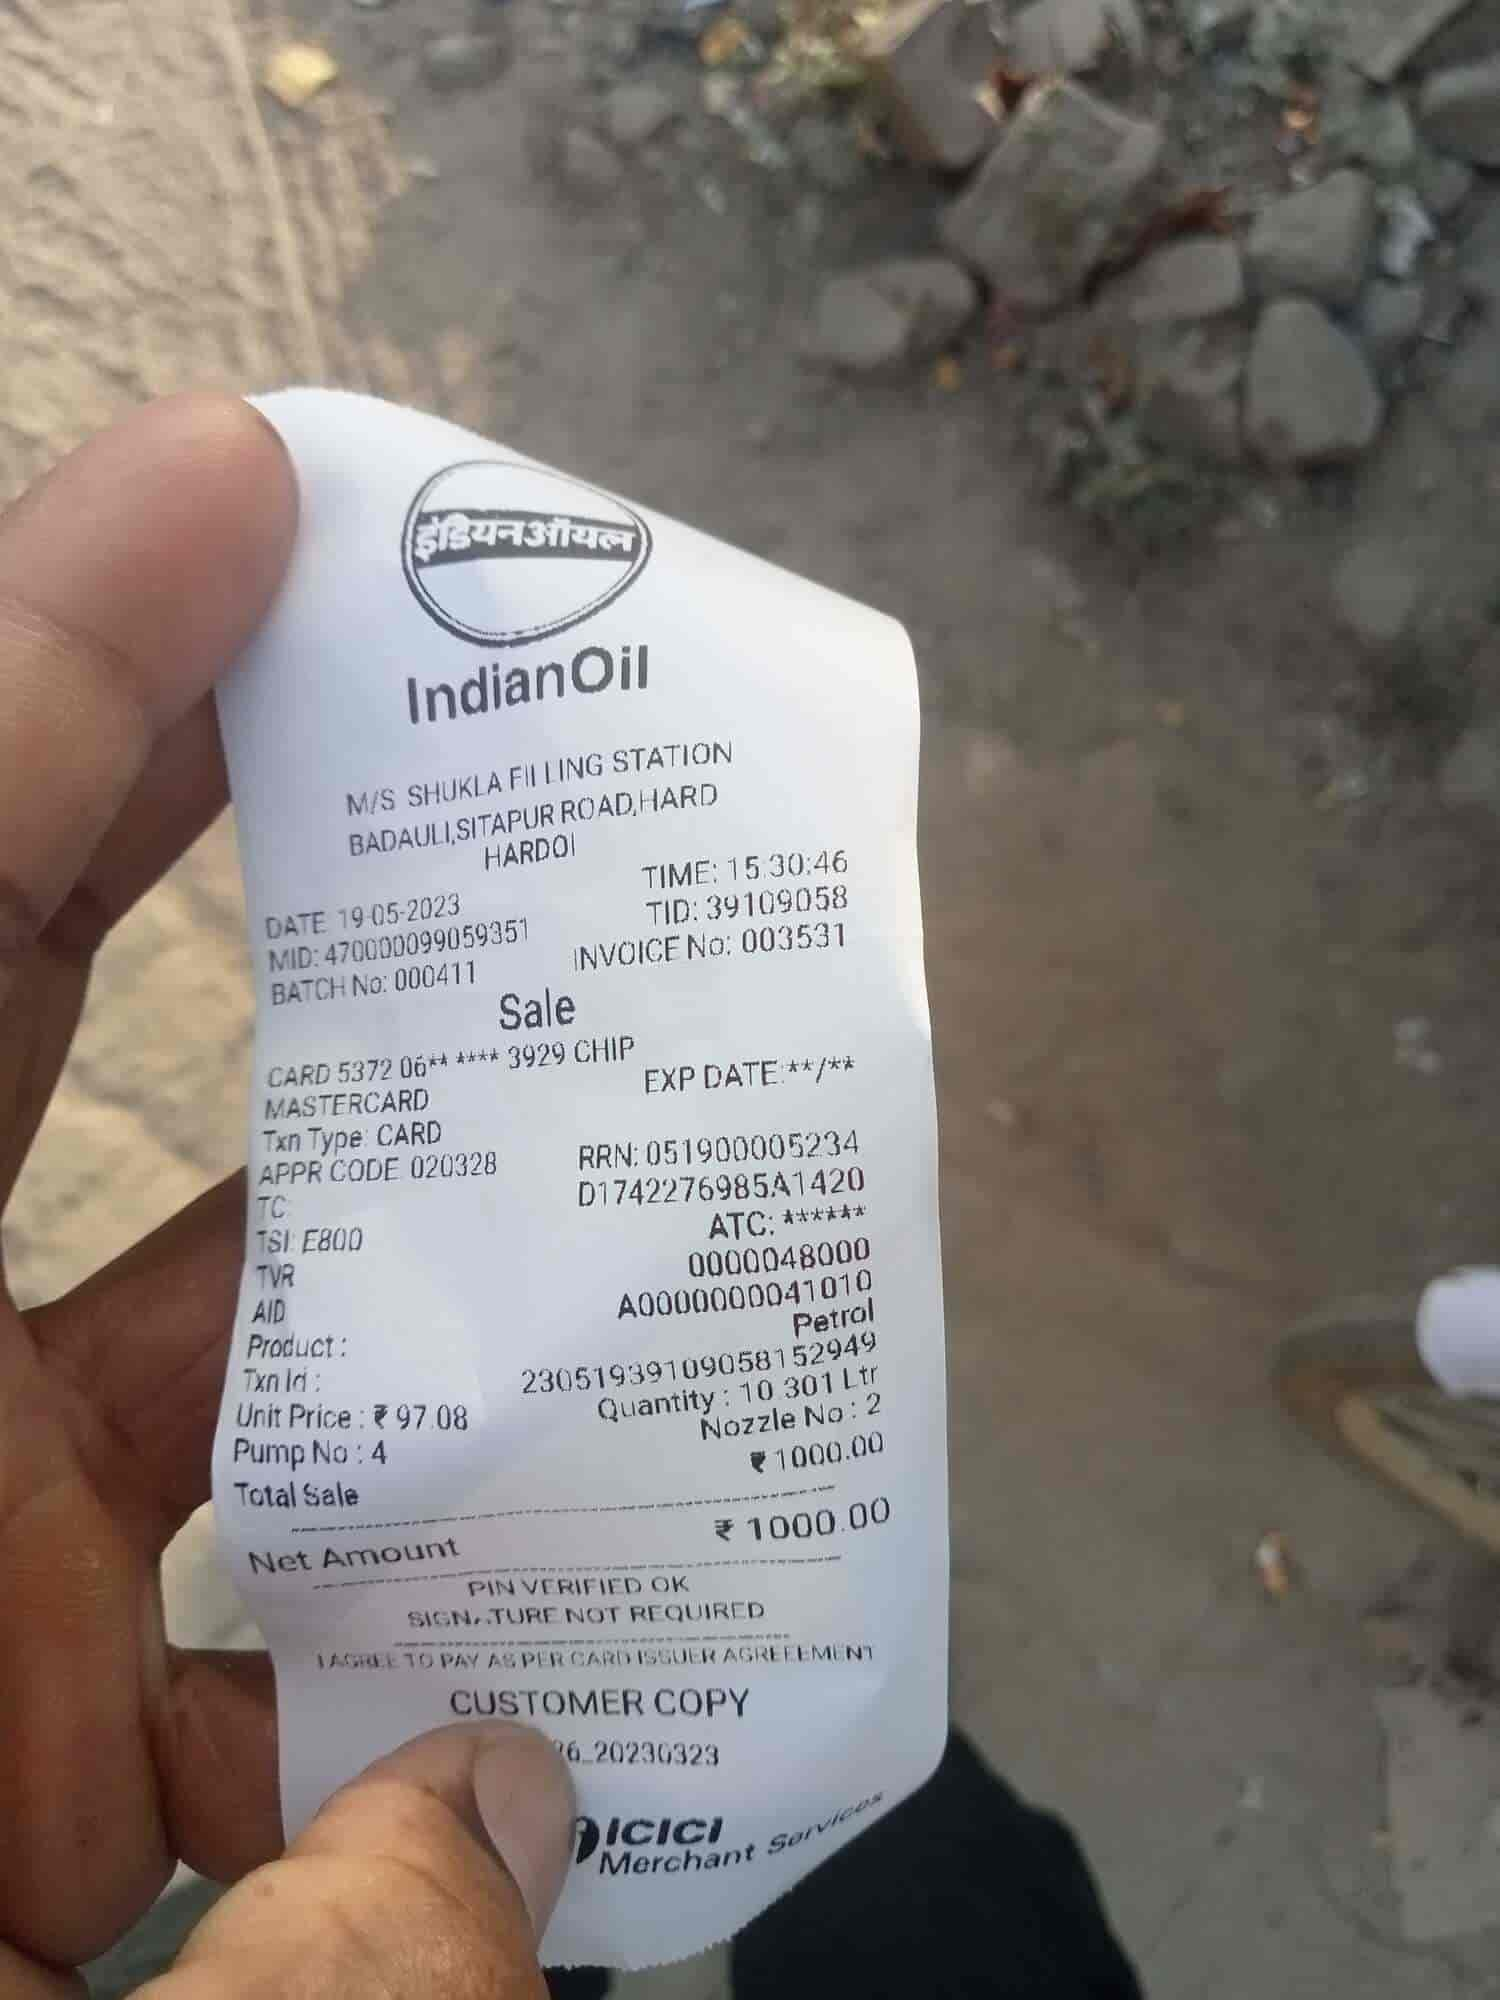 इंडियनऑयल
IndianOil
M/S SHUKLA FILLING STATION
BADAULI,SITAPUR ROAD,HARD
HARDOI
DATE 19-05-2023 TIME: 15:30:46
MID: 470000099059351 TID: 39109058
BATCH No: 000411 INVOICE No: 003531
Sale
CARD 5372 06** **** 3929 CHIP
MASTERCARD EXP DATE:**/**
Txn Type: CARD
APPR CODE 020328 RRN: 051900005234
TC: D1742276985A1420
TSI: E800 ATC: ******
TVR 0000048000
AID A0000000041010
Product : Petrol
Txn Id : 23051939109058152949
Unit Price : ₹ 97.08 Quantity : 10.301 Ltr
Pump No : 4 Nozzle No : 2
Total Sale ₹ 1000.00
Net Amount ₹ 1000.00
PIN VERIFIED OK
SIGNATURE NOT REQUIRED
I AGREE TO PAY AS PER CARD ISSUER AGREEEMENT
CUSTOMER COPY
6_20230323
ICICI
Merchant Services